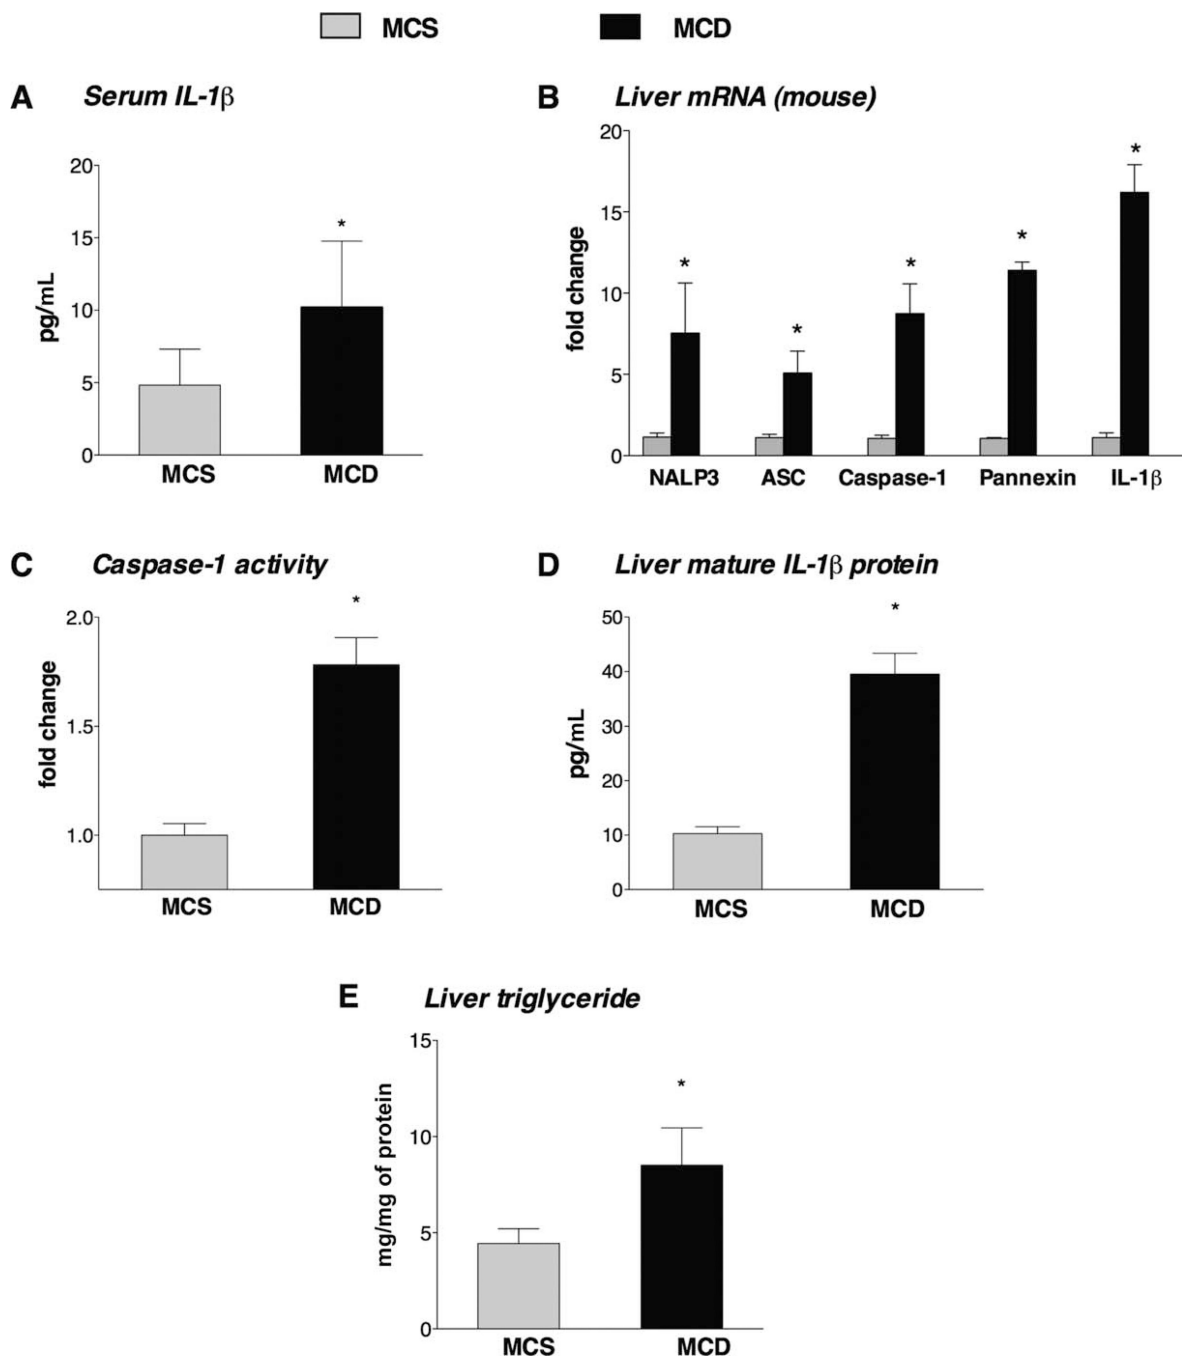 MCS MCD
A Serum IL-1β
20
15
10
5
0
pg/mL
*
MCS MCD
B Liver mRNA (mouse)
20
15
10
5
0
fold change
* * * * *
NALP3 ASC Caspase-1 Pannexin IL-1β
C Caspase-1 activity
2.0
1.5
1.0
fold change
*
MCS MCD
D Liver mature IL-1β protein
50
40
30
20
10
0
pg/mL
*
MCS MCD
E Liver triglyceride
15
10
5
0
mg/mg of protein
*
MCS MCD